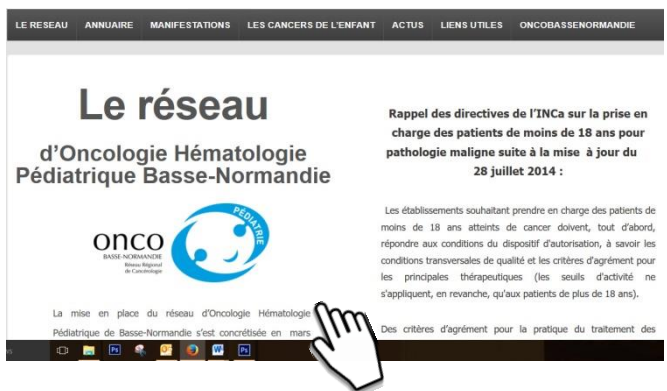 LE RESEAU ANNUAIRE MANIFESTATIONS LES CANCERS DE L'ENFANT ACTUS LIENS UTILES ONCOBASSENORMANDIE
Le réseau
d'Oncologie Hématologie
Pédiatrique Basse-Normandie
PÉDIATRIE
onco
BASSE-NORMANDIE
Réseau Régional
de Cancérologie
La mise en place du réseau d'Oncologie Hématologie
Pédiatrique de Basse-Normandie s'est concrétisée en mars
Rappel des directives de l'INCa sur la prise en
charge des patients de moins de 18 ans pour
pathologie maligne suite à la mise à jour du
28 juillet 2014 :
Les établissements souhaitant prendre en charge des patients de
moins de 18 ans atteints de cancer doivent, tout d'abord,
répondre aux conditions du dispositif d'autorisation, à savoir les
conditions transversales de qualité et les critères d'agrément pour
les principales thérapeutiques (les seuils d'activité ne
s'appliquent, en revanche, qu'aux patients de plus de 18 ans).
Des critères d'agrément pour la pratique du traitement des